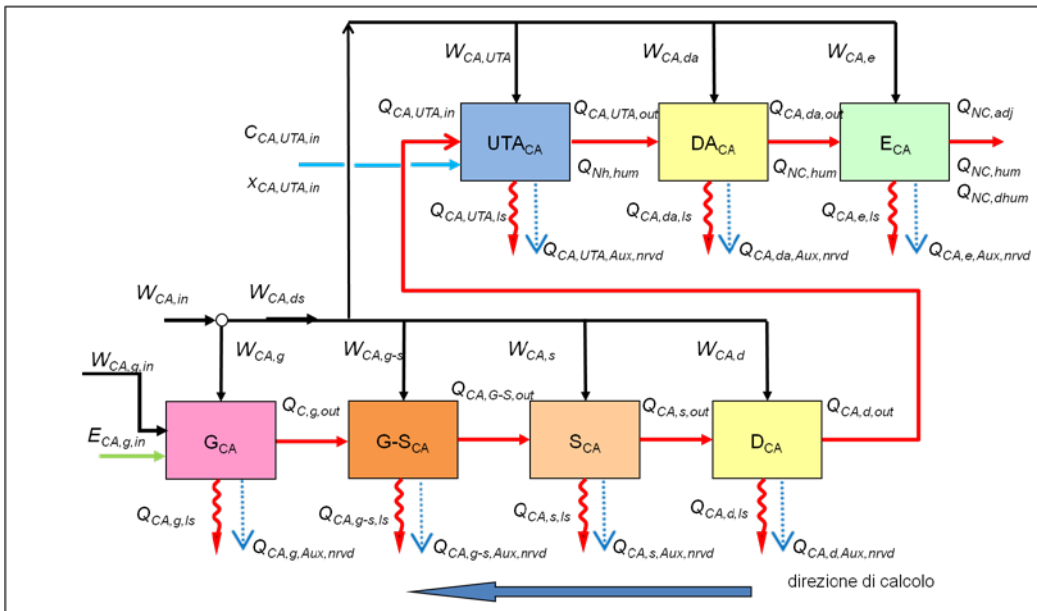 W_CA,UTA
W_CA,da
W_CA,e
Q_CA,UTA,in
Q_CA,UTA,out
Q_CA,da,out
Q_NC,adj
C_CA,UTA,in
UTA_CA
DA_CA
E_CA
x_CA,UTA,in
Q_Nh,hum
Q_NC,hum
Q_NC,hum
Q_NC,dhum
Q_CA,UTA,ls
Q_CA,da,ls
Q_CA,e,ls
Q_CA,UTA,Aux,nrvd
Q_CA,da,Aux,nrvd
Q_CA,e,Aux,nrvd
W_CA,in
W_CA,ds
W_CA,g
W_CA,g-s
W_CA,s
W_CA,d
W_CA,g,in
Q_C,g,out
Q_CA,G-S,out
Q_CA,s,out
Q_CA,d,out
E_CA,g,in
G_CA
G-S_CA
S_CA
D_CA
Q_CA,g,ls
Q_CA,g-s,ls
Q_CA,s,ls
Q_CA,d,ls
Q_CA,g,Aux,nrvd
Q_CA,g-s,Aux,nrvd
Q_CA,s,Aux,nrvd
Q_CA,d,Aux,nrvd
direzione di calcolo